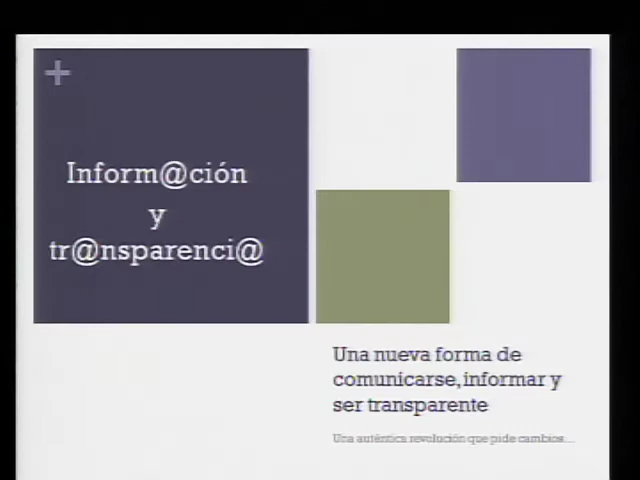 +
Inform@ción
y
tr@nsparenci@
Una nueva forma de
comunicarse, informar y
ser transparente
Una auténtica revolución que pide cambios...